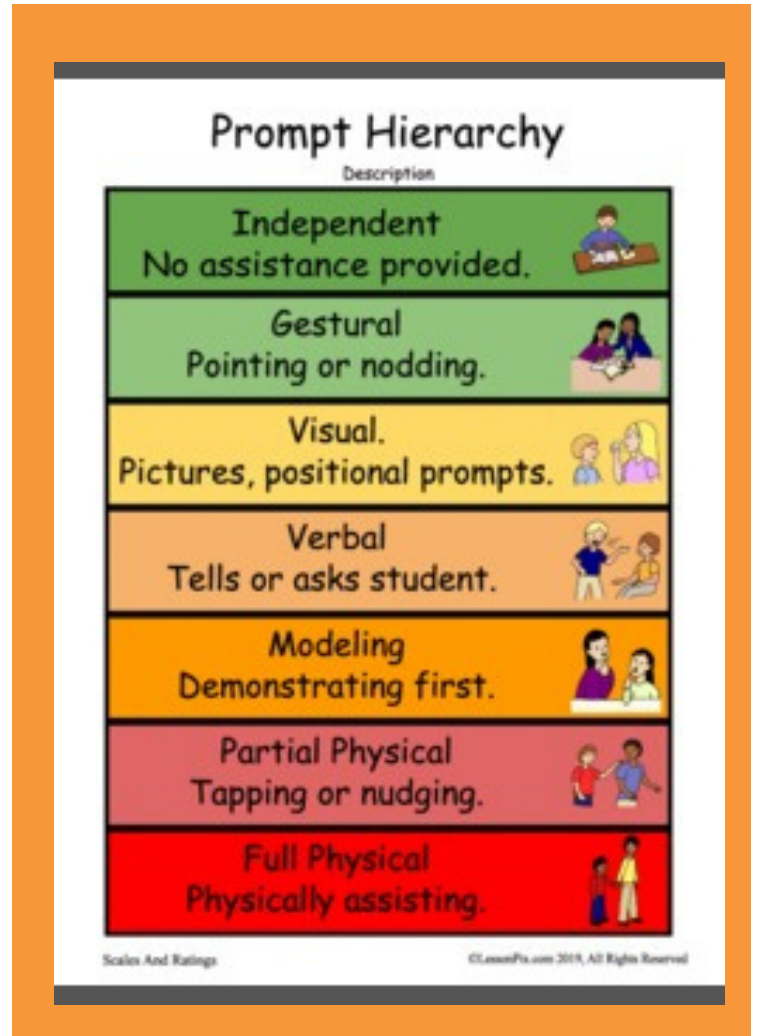 Prompt Hierarchy
Description
Independent
No assistance provided.
Gestural
Pointing or nodding.
Visual.
Pictures, positional prompts.
Verbal
Tells or asks student.
Modeling
Demonstrating first.
Partial Physical
Tapping or nudging.
Full Physical
Physically assisting.
Scales And Ratings
©LessonPix.com 2019, All Rights Reserved